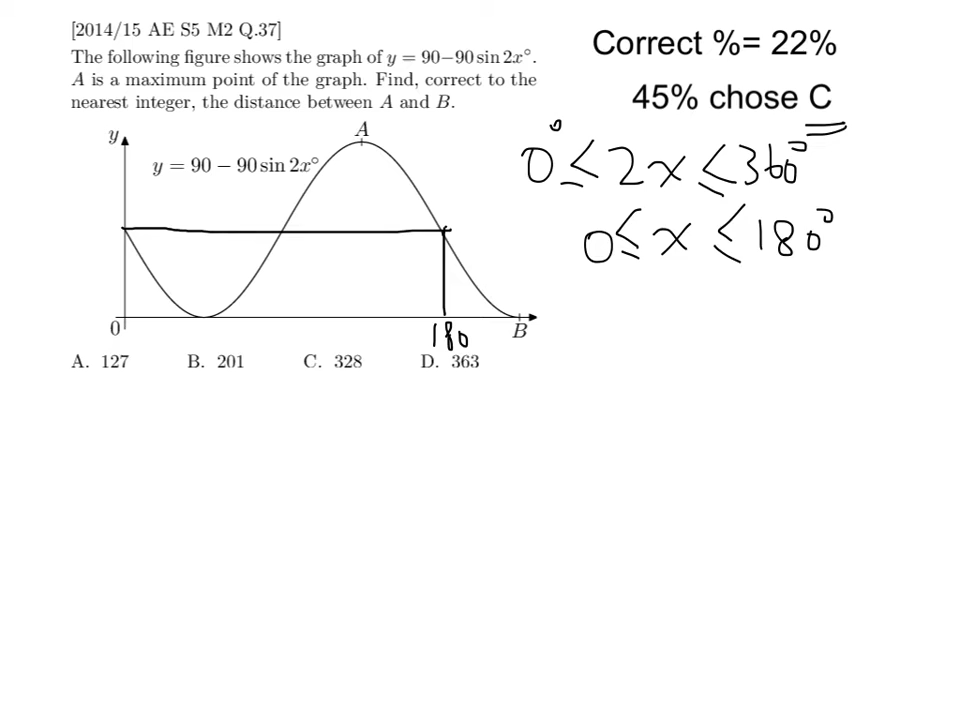 [2014/15 AE S5 M2 Q.37]
The following figure shows the graph of y = 90−90 sin 2x°.
A is a maximum point of the graph. Find, correct to the
nearest integer, the distance between A and B.
Correct %= 22%
45% chose C
0° ≤ 2x ≤ 360°
0 ≤ x ≤ 180°
A
y
y = 90 − 90 sin 2x°
0
180
B
A. 127 B. 201 C. 328 D. 363